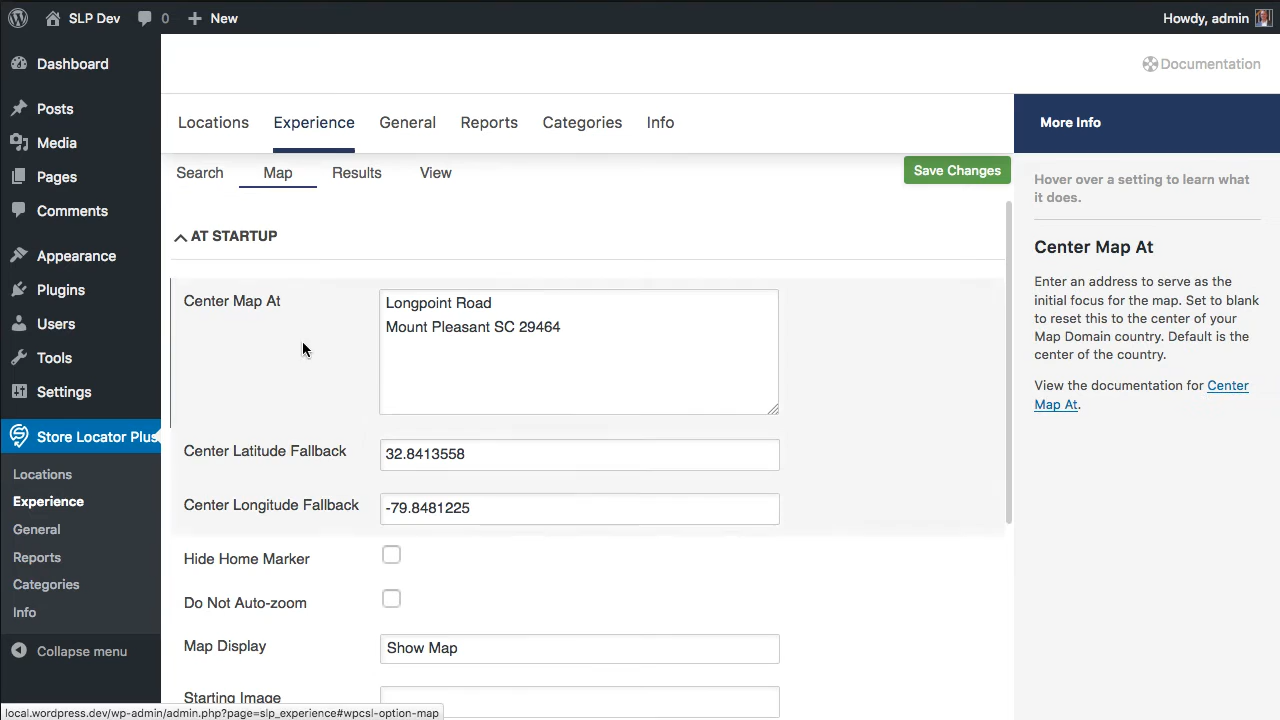 SLP Dev
0
New
Howdy, admin
Dashboard
Posts
Media
Pages
Comments
Appearance
Plugins
Users
Tools
Settings
Store Locator Plus
Locations
Experience
General
Reports
Categories
Info
Collapse menu
Documentation
Locations
Experience
General
Reports
Categories
Info
Search
Map
Results
View
Save Changes
AT STARTUP
Center Map At
Longpoint Road
Mount Pleasant SC 29464
Center Latitude Fallback
32.8413558
Center Longitude Fallback
-79.8481225
Hide Home Marker
Do Not Auto-zoom
Map Display
Show Map
Starting Image
More Info
Hover over a setting to learn what
it does.
Center Map At
Enter an address to serve as the
initial focus for the map. Set to blank
to reset this to the center of your
Map Domain country. Default is the
center of the country.
View the documentation for Center
Map At.
local.wordpress.dev/wp-admin/admin.php?page=slp_experience#wpcsl-option-map